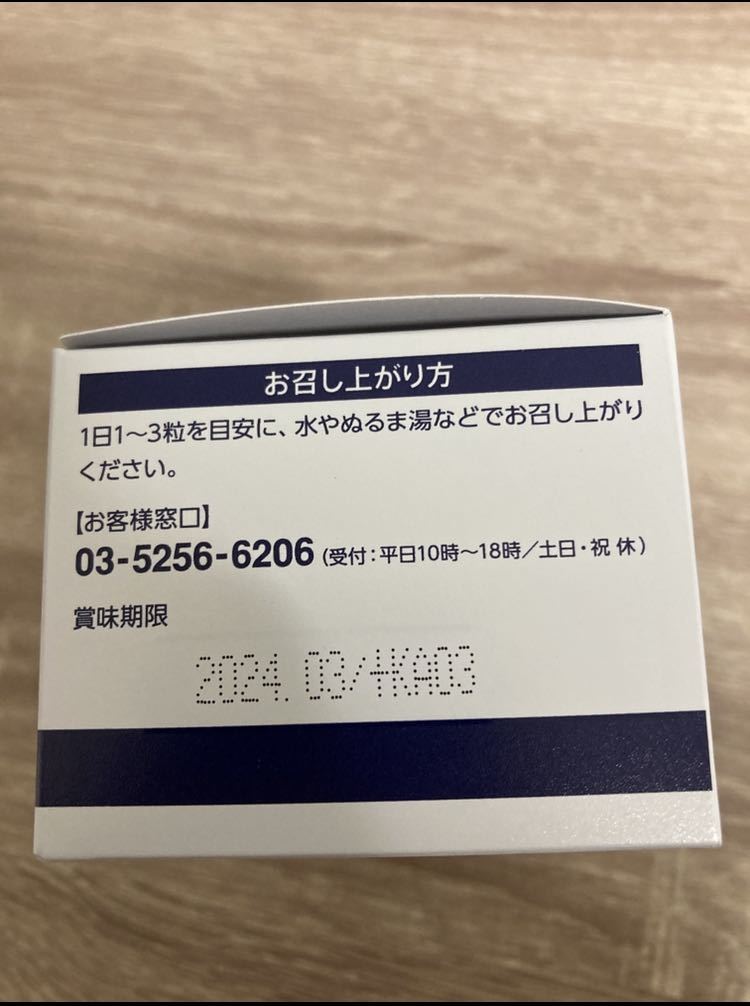 お召し上がり方
1日1～3粒を目安に、水やぬるま湯などでお召し上がり
ください。
【お客様窓口】
03-5256-6206（受付：平日10時～18時／土日・祝 休）
賞味期限
2024.03/4KA03